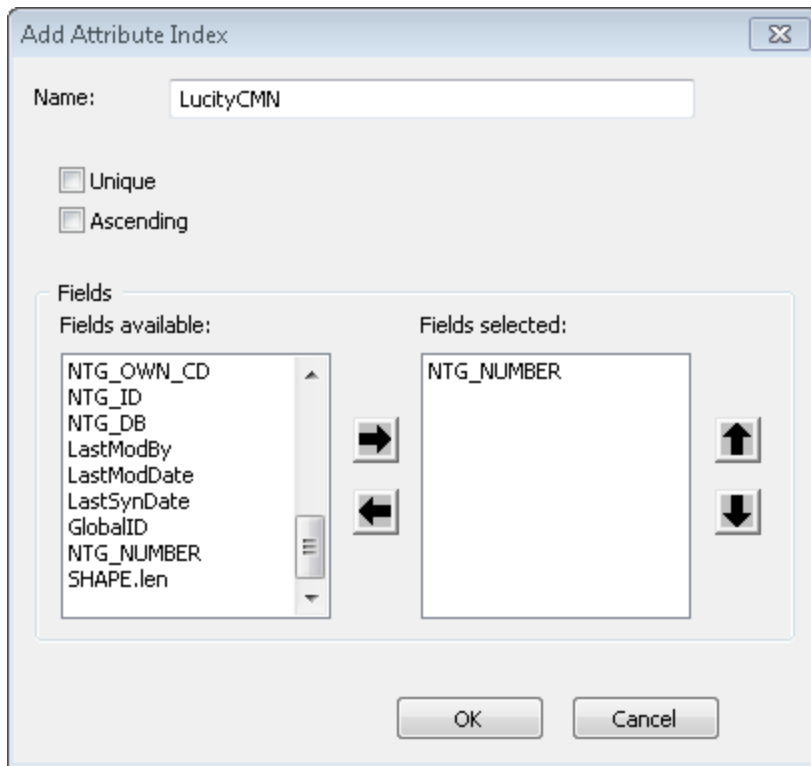 Add Attribute Index
Name: LucityCMN
Unique
Ascending
Fields
Fields available: Fields selected:
NTG_OWN_CD NTG_NUMBER
NTG_ID
NTG_DB
LastModBy
LastModDate
LastSynDate
GlobalID
NTG_NUMBER
SHAPE.len
OK Cancel